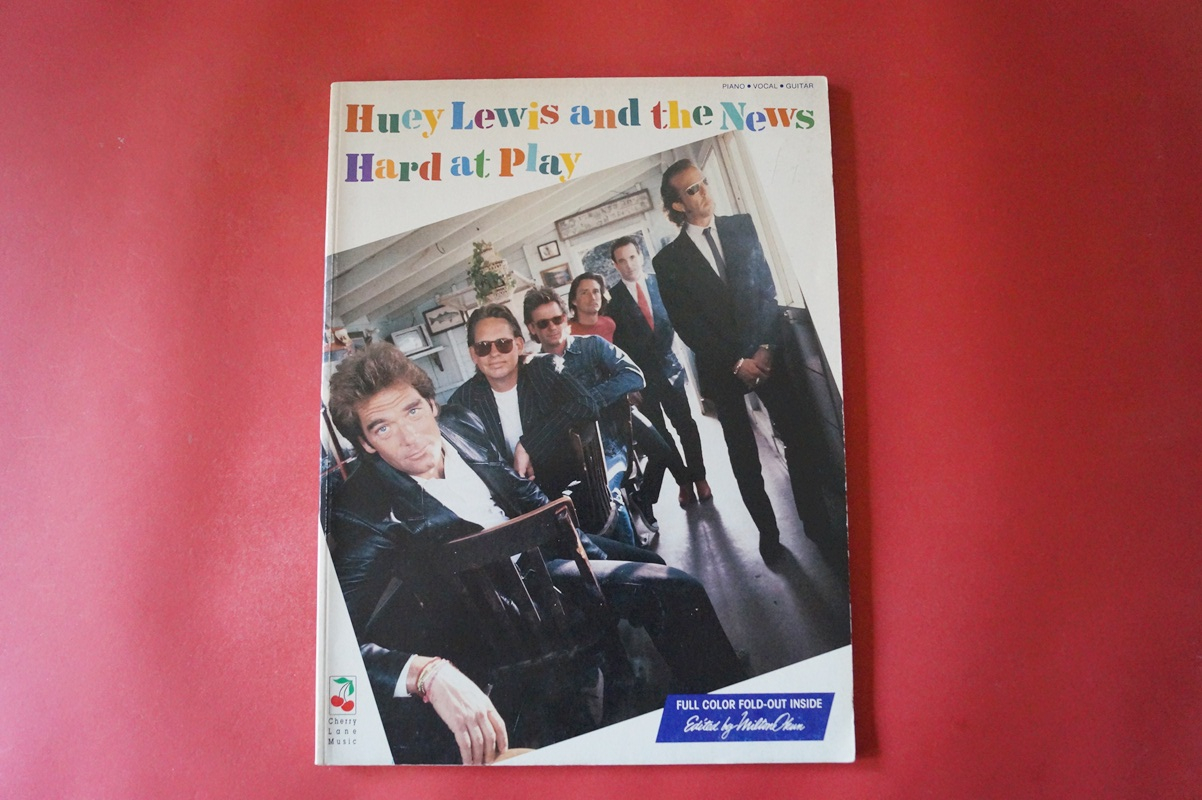 PIANO • VOCAL • GUITAR
Huey Lewis and the News
Hard at Play
FULL COLOR FOLD-OUT INSIDE
Edited by Milton Okun
Cherry
Lane
Music